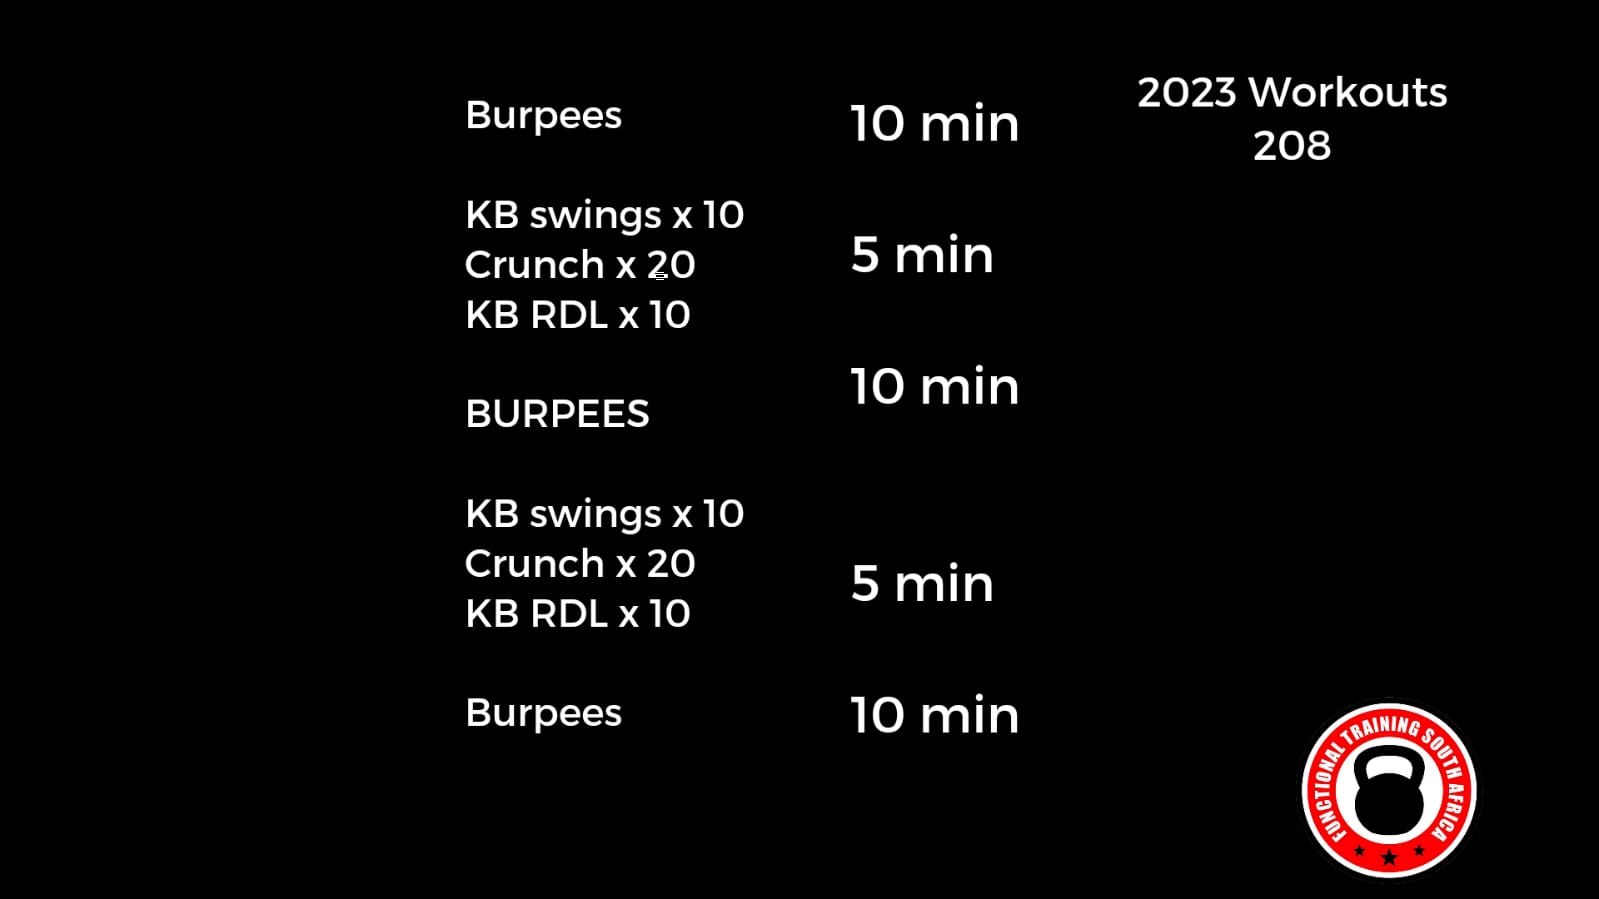 Burpees
10 min
2023 Workouts
208
KB swings x 10
Crunch x 20
KB RDL x 10
5 min
BURPEES
10 min
KB swings x 10
Crunch x 20
KB RDL x 10
5 min
Burpees
10 min
FUNCTIONAL TRAINING SOUTH AFRICA